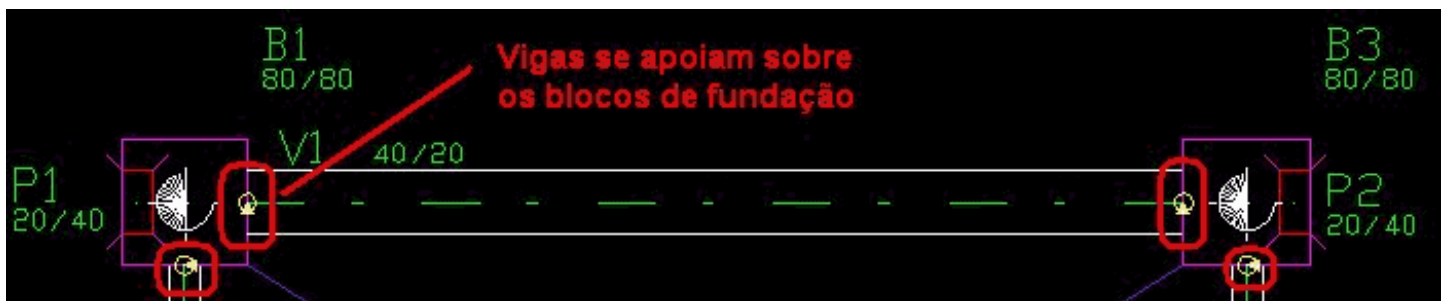 B1
80/80
Vigas se apoiam sobre
os blocos de fundação
B3
80/80
V1 40/20
P1
20/40
P2
20/40